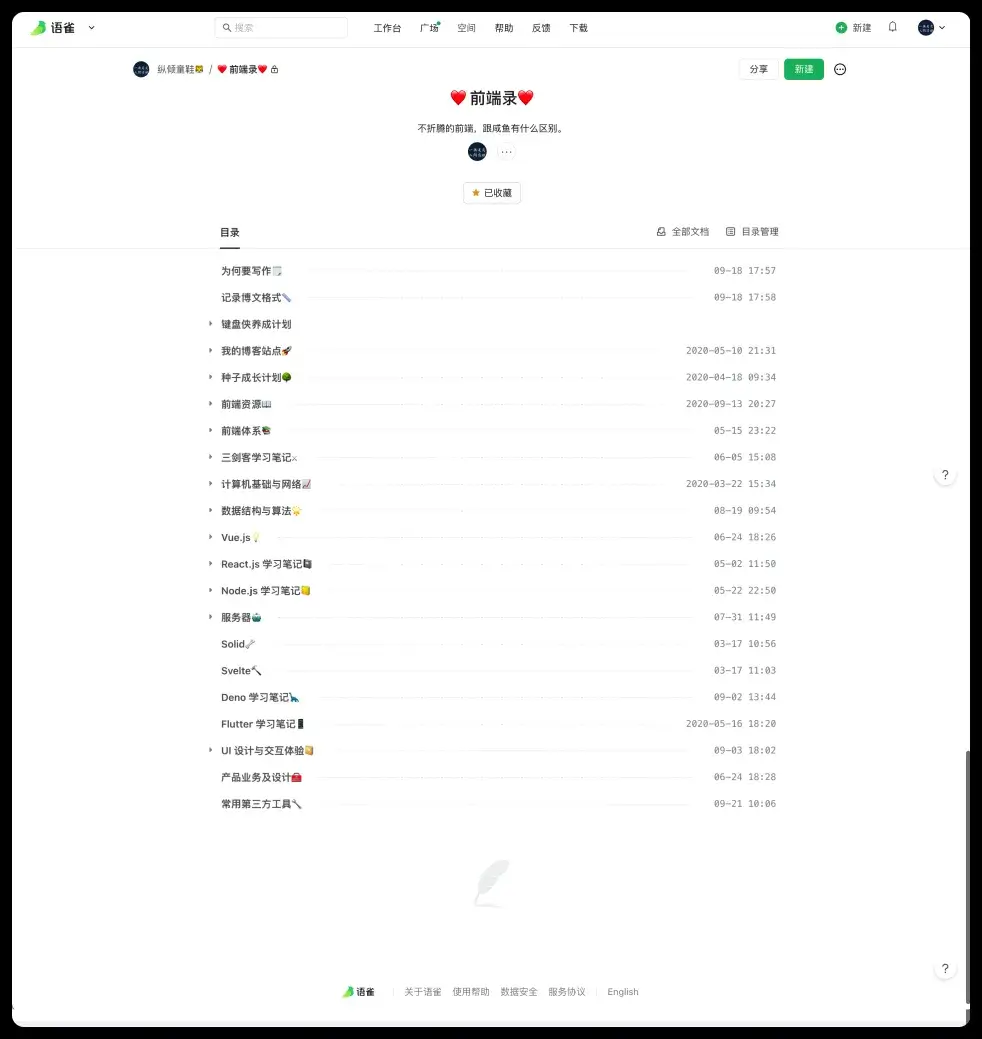 语雀 搜索 工作台 广场 空间 帮助 反馈 下载 新建
纵倾童鞋🐯 / ❤️ 前端录❤️ 分享 新建
❤️ 前端录❤️
不折腾的前端，跟咸鱼有什么区别。
已收藏
目录 全部文档 目录管理
为何要写作 09-18 17:57
记录博文格式 09-18 17:58
键盘侠养成计划
我的博客站点🚀 2020-05-10 21:31
种子成长计划🌳 2020-04-18 09:34
前端资源📖 2020-09-13 20:27
前端体系📚 05-15 23:22
三剑客学习笔记⚔ 06-05 15:08
计算机基础与网络📈 2020-03-22 15:34
数据结构与算法🌟 08-19 09:54
Vue.js💡 06-24 18:26
React.js 学习笔记 05-02 11:50
Node.js 学习笔记 05-22 22:50
服务器 07-31 11:49
Solid 03-17 10:56
Svelte🔨 03-17 11:03
Deno 学习笔记🦕 09-02 13:44
Flutter 学习笔记📱 2020-05-16 18:20
UI 设计与交互体验 09-03 18:02
产品业务及设计🧰 06-24 18:28
常用第三方工具🔧 09-21 10:06
?
?
语雀 关于语雀 使用帮助 数据安全 服务协议 English